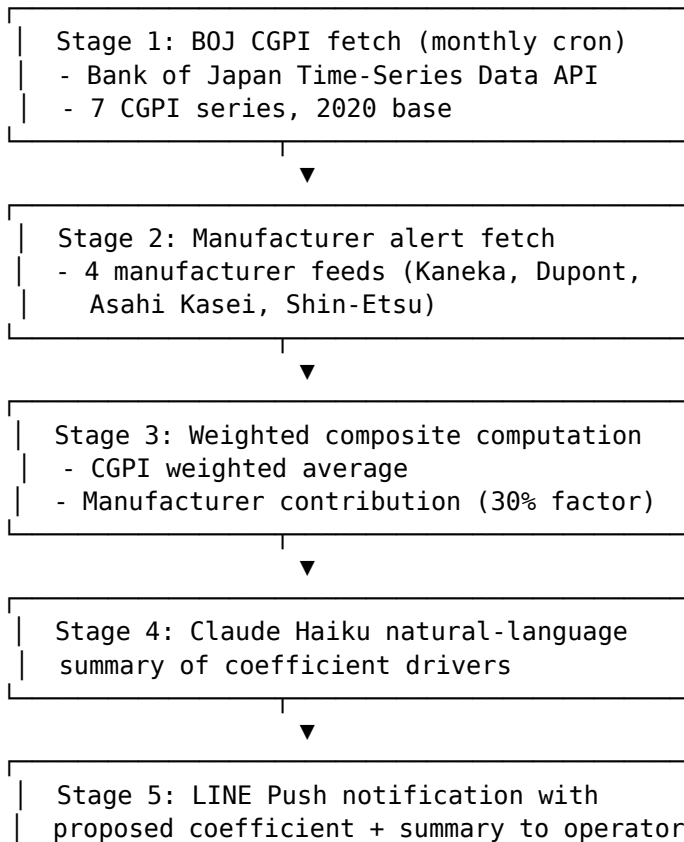 Stage 1: BOJ CGPI fetch (monthly cron)
- Bank of Japan Time-Series Data API
- 7 CGPI series, 2020 base
▼
Stage 2: Manufacturer alert fetch
- 4 manufacturer feeds (Kaneka, Dupont,
Asahi Kasei, Shin-Etsu)
▼
Stage 3: Weighted composite computation
- CGPI weighted average
- Manufacturer contribution (30% factor)
▼
Stage 4: Claude Haiku natural-language
summary of coefficient drivers
▼
Stage 5: LINE Push notification with
proposed coefficient + summary to operator